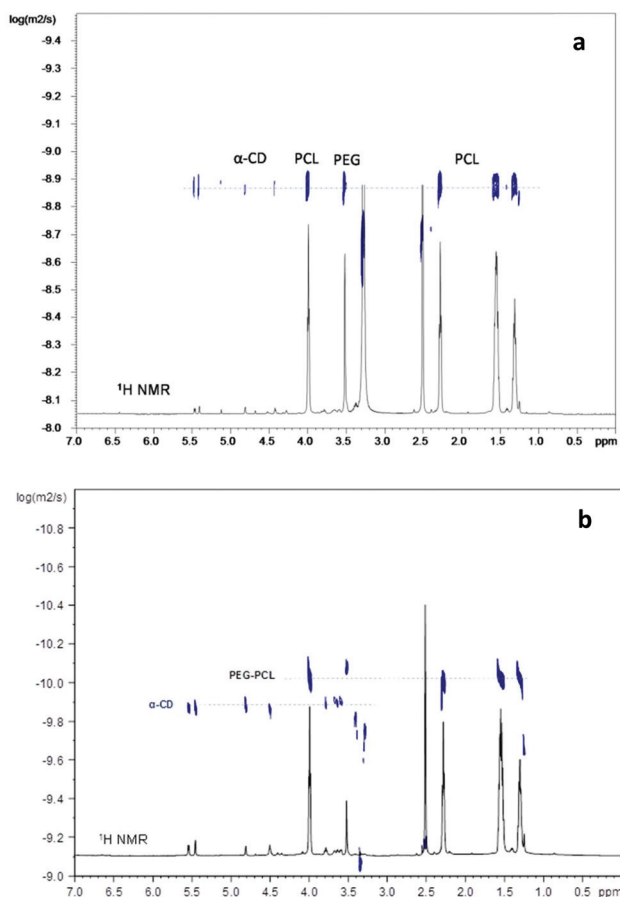 log(m2/s)
a
-9.4
-9.3
-9.2
-9.1
-9.0
α-CD PCL PEG PCL
-8.9
-8.8
-8.7
-8.6
-8.5
-8.4
-8.3
-8.2
¹H NMR
-8.1
-8.0
7.0 6.5 6.0 5.5 5.0 4.5 4.0 3.5 3.0 2.5 2.0 1.5 1.0 0.5 ppm
log(m2/s)
b
-10.8
-10.6
-10.4
-10.2
PEG-PCL
-10.0
α-CD
-9.8
-9.6
-9.4
-9.2
¹H NMR
-9.0
7.0 6.5 6.0 5.5 5.0 4.5 4.0 3.5 3.0 2.5 2.0 1.5 1.0 0.5 ppm